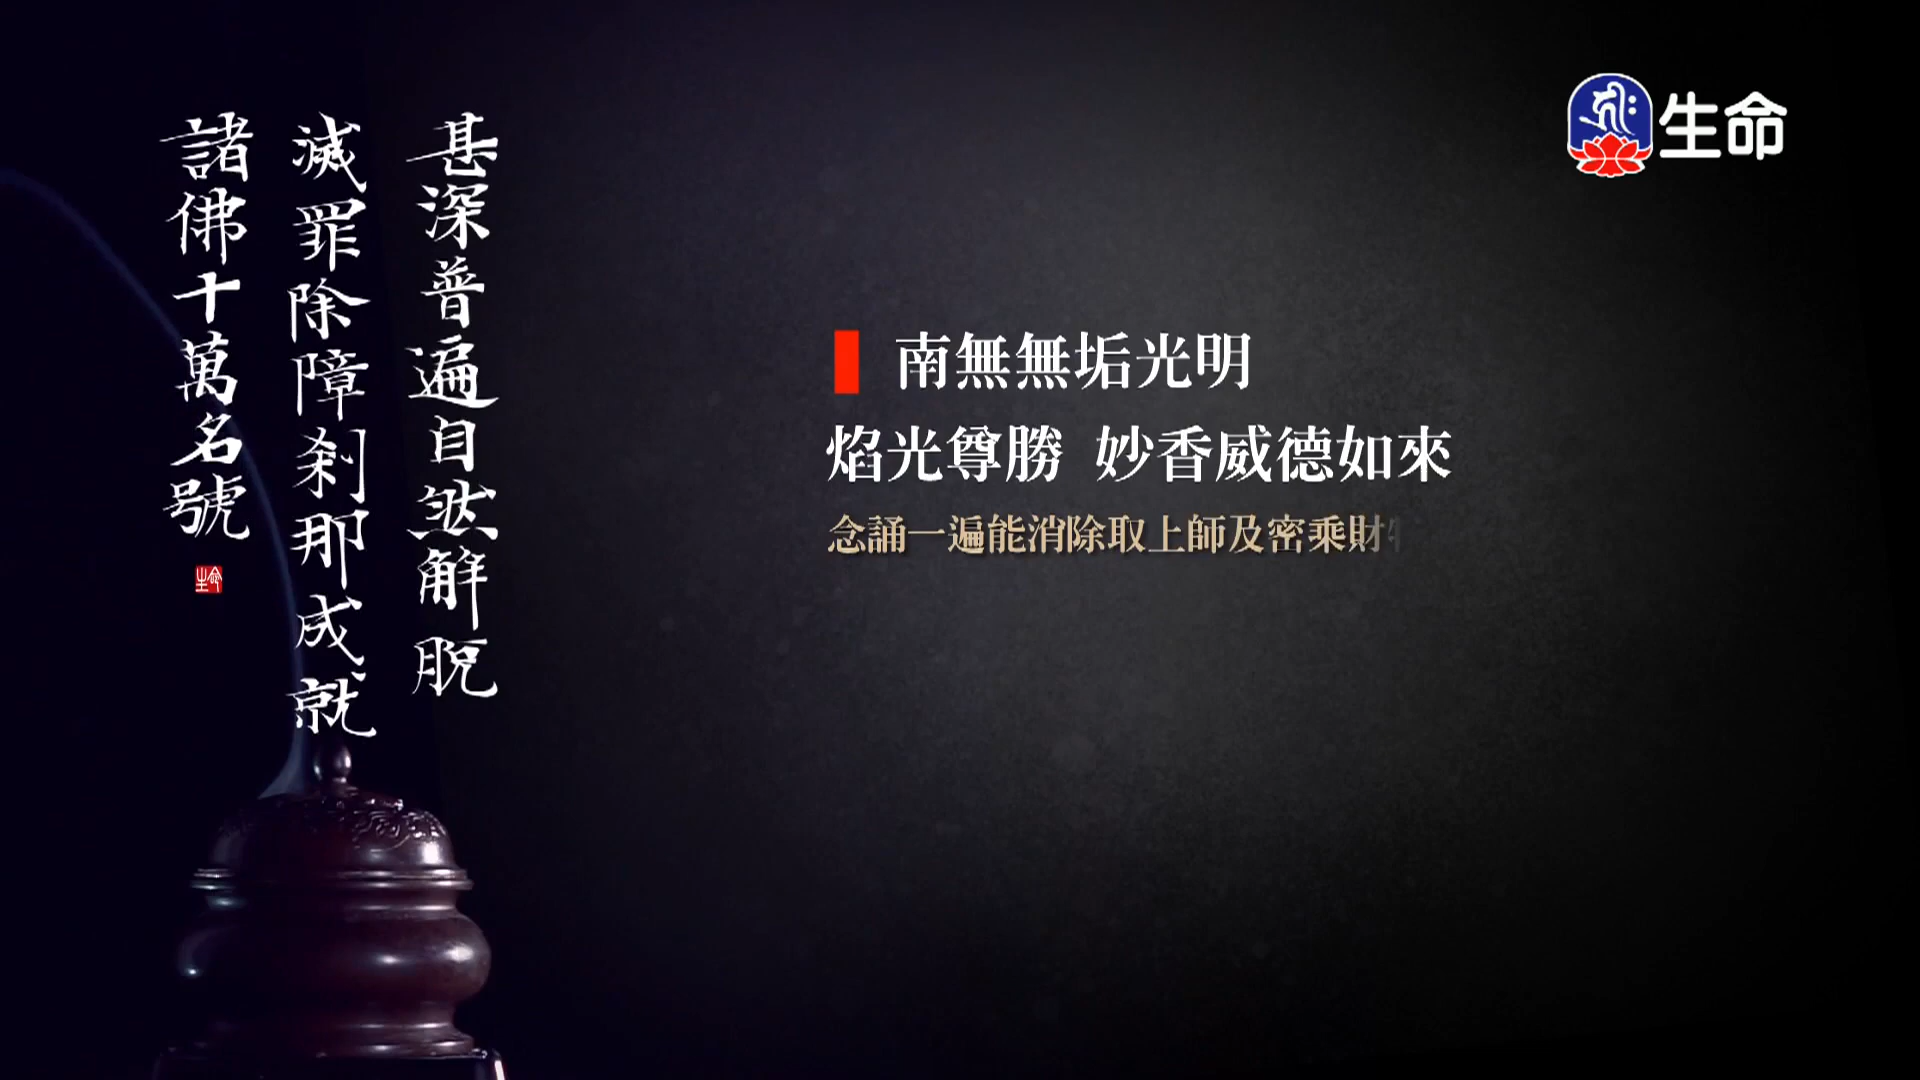 甚深普遍自然解脫
滅罪除障剎那成就
諸佛十萬名號
生命
南無無垢光明
焰光尊勝 妙香威德如來
念誦一遍能消除取上師及密乘財
生命